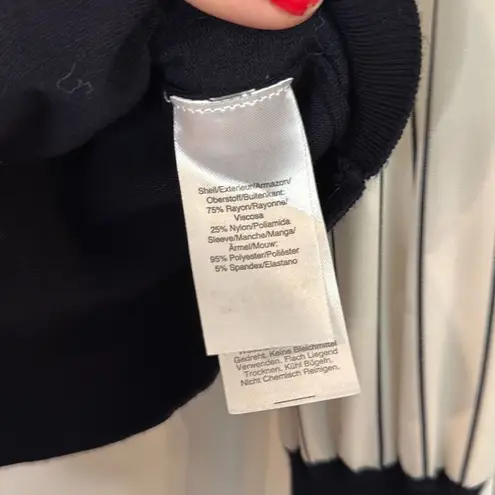 Shell/Exterieur/Armazon/
Oberstoff/Buitenkant:
75% Rayon/Rayonne/
Viscosa
25% Nylon/Poliamida
Sleeve/Manche/Manga/
Ärmel/Mouw:
95% Polyester/Poliéster
5% Spandex/Elastano
Gedreht. Keine Bleichmittel
Verwenden. Flach Liegend
Trocknen. Kühl Bügeln.
Nicht Chemisch Reinigen.